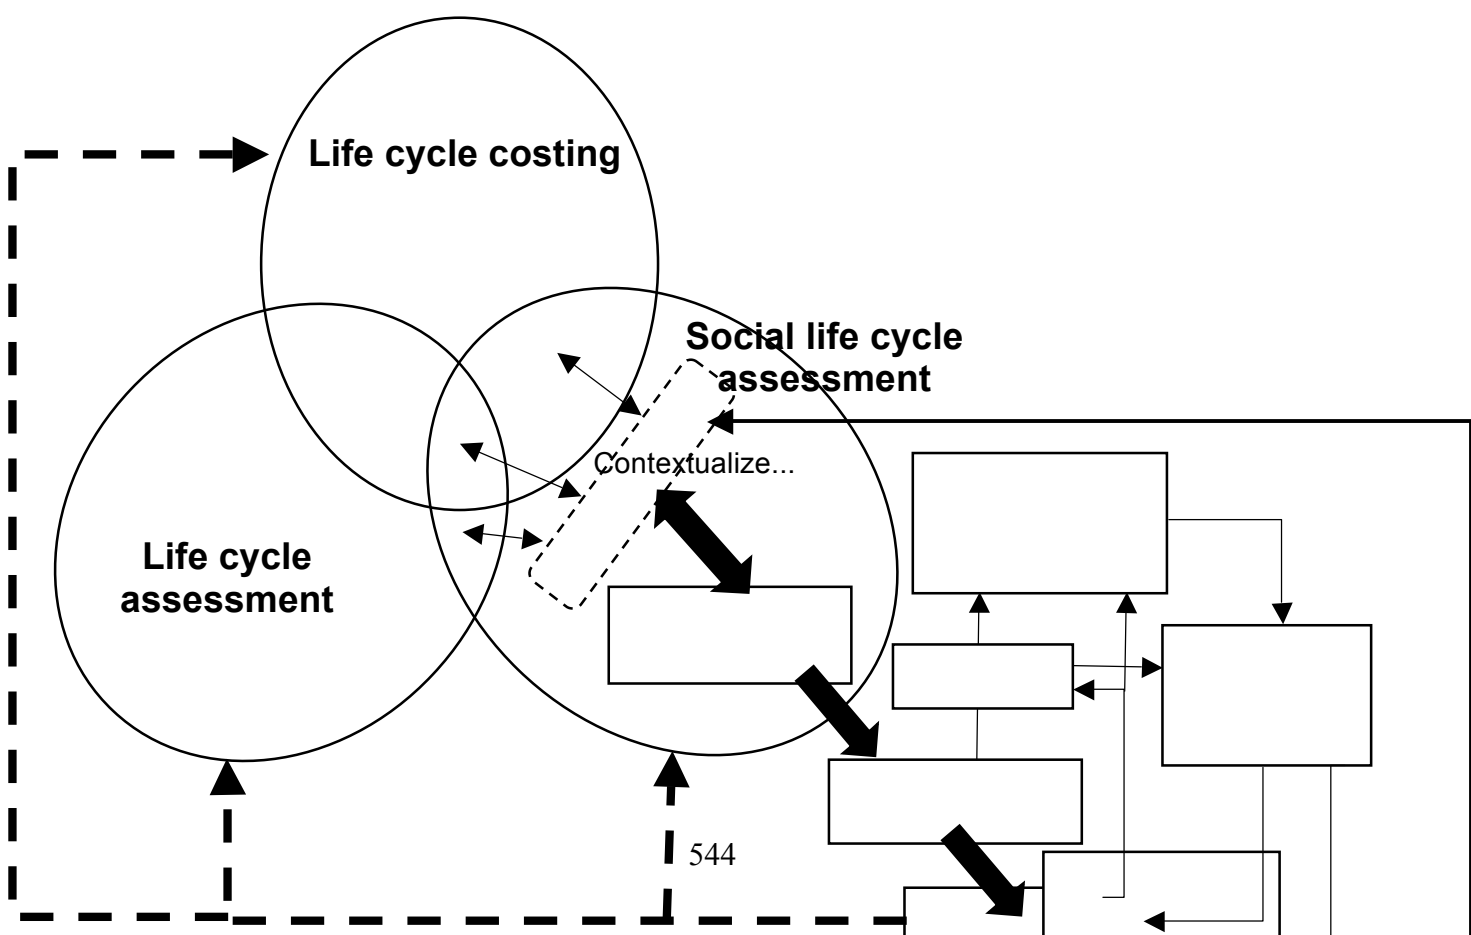 Life cycle costing
Social life cycle
assessment
Contextualize...
Life cycle
assessment
544